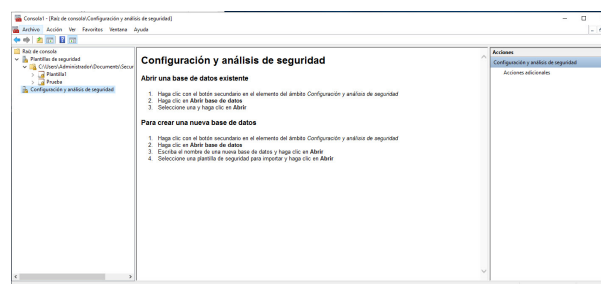 Consola1 - [Raíz de consola\Configuración y análisis de seguridad]
Archivo Acción Ver Favoritos Ventana Ayuda
Raíz de consola
Plantillas de seguridad
C:\Users\Administrador\Documents\Secur
Plantilla1
Prueba
Configuración y análisis de seguridad
Configuración y análisis de seguridad
Abrir una base de datos existente
1. Haga clic con el botón secundario en el elemento del ámbito Configuración y análisis de seguridad
2. Haga clic en Abrir base de datos
3. Seleccione una y haga clic en Abrir
Para crear una nueva base de datos
1. Haga clic con el botón secundario en el elemento del ámbito Configuración y análisis de seguridad
2. Haga clic en Abrir base de datos
3. Escriba el nombre de una nueva base de datos y haga clic en Abrir
4. Seleccione una plantilla de seguridad para importar y haga clic en Abrir
Acciones
Configuración y análisis de seguridad
Acciones adicionales